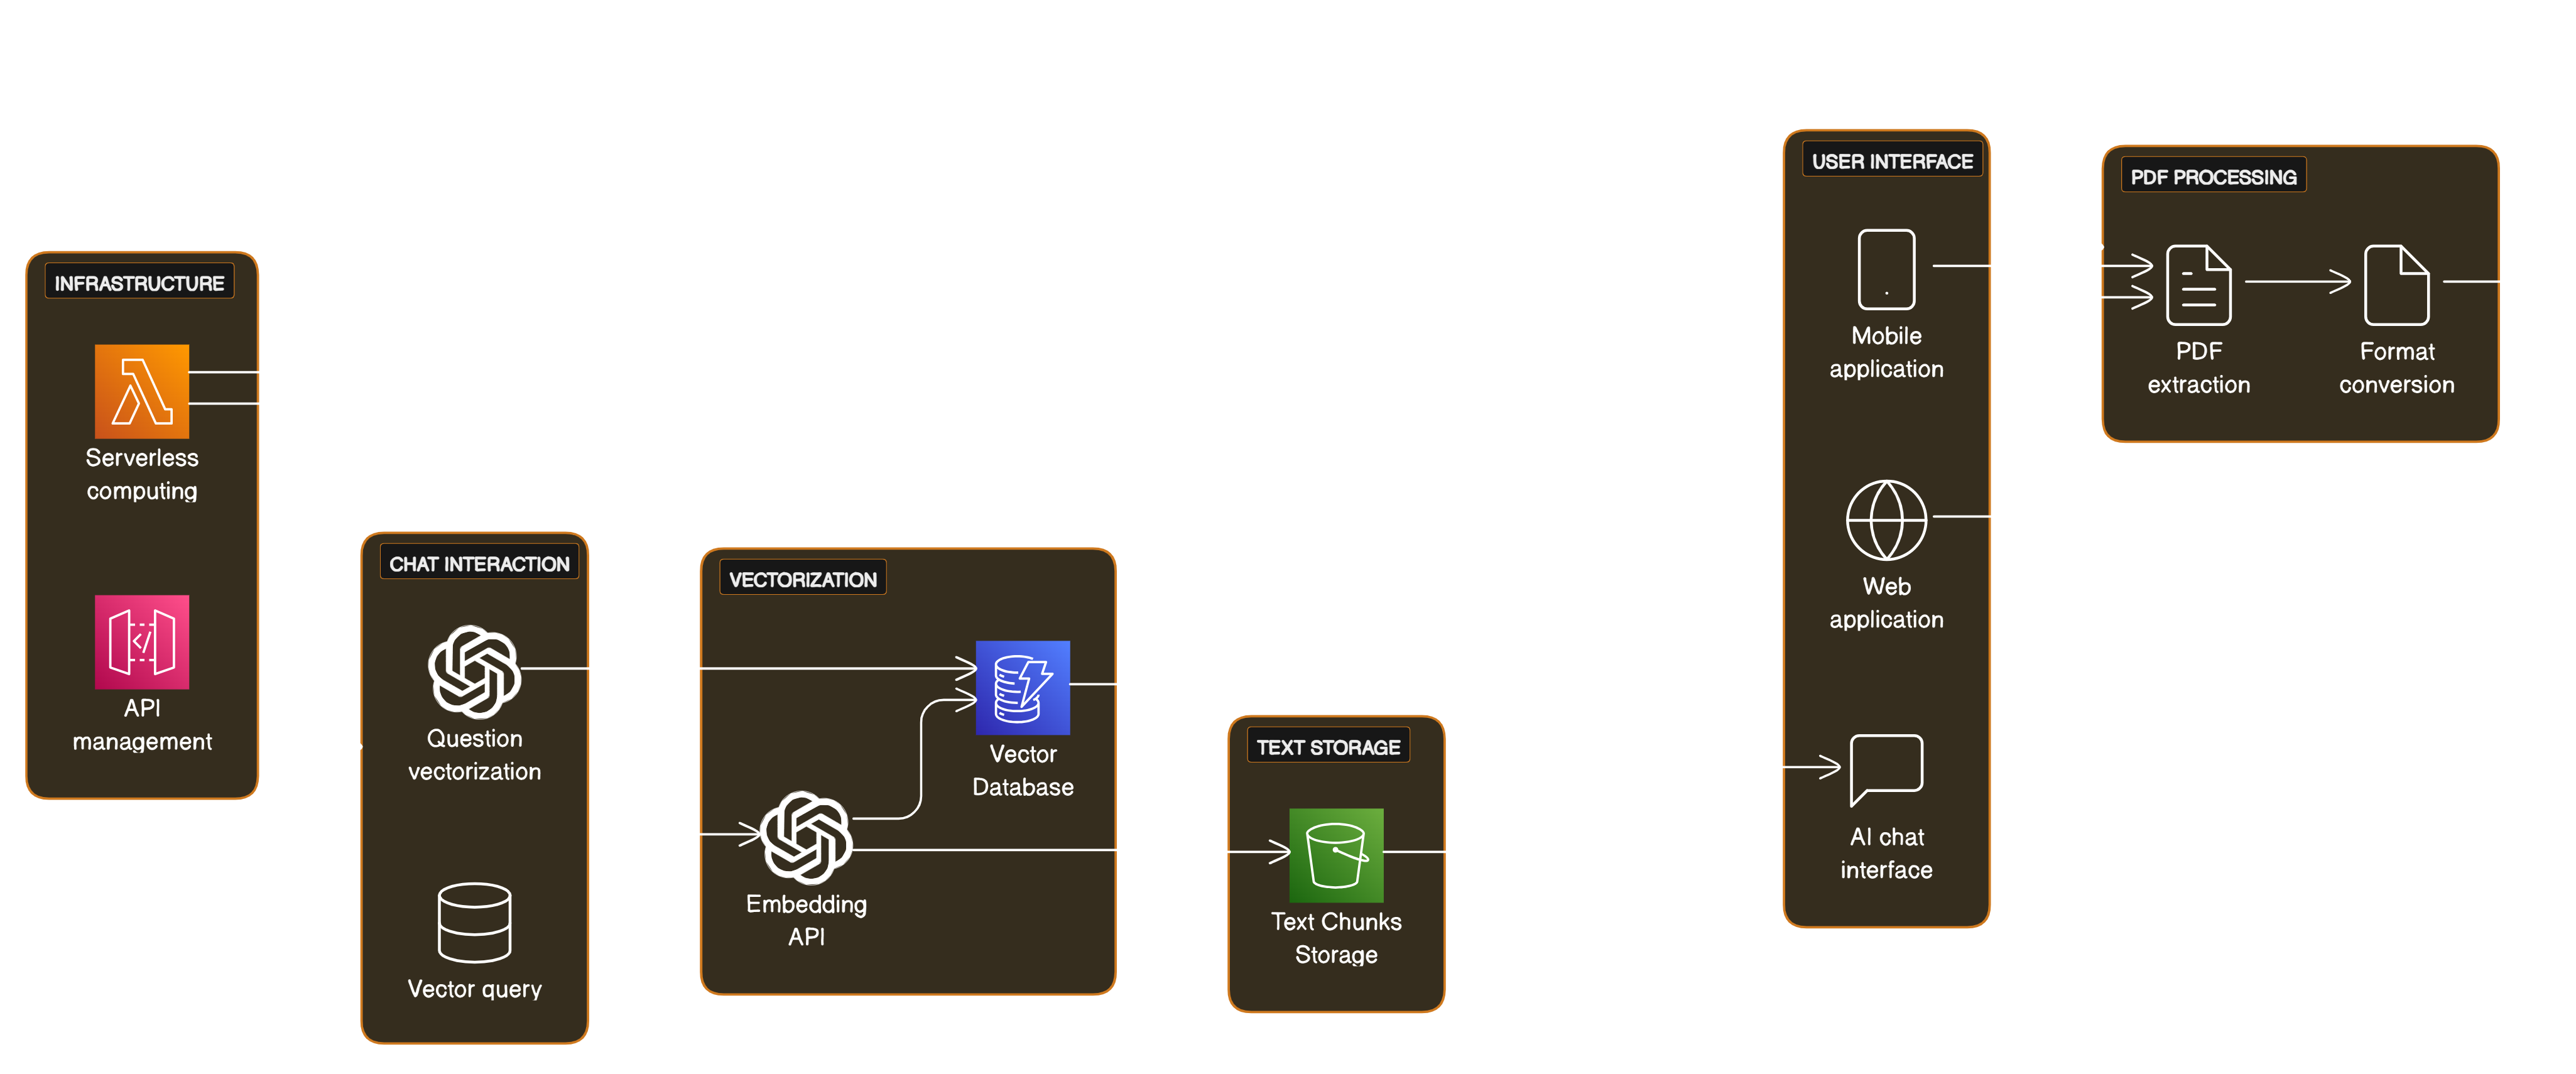 INFRASTRUCTURE
Serverless
computing
API
management
CHAT INTERACTION
Question
vectorization
Vector query
VECTORIZATION
Vector
Database
Embedding
API
TEXT STORAGE
Text Chunks
Storage
USER INTERFACE
Mobile
application
Web
application
AI chat
interface
PDF PROCESSING
PDF
extraction
Format
conversion